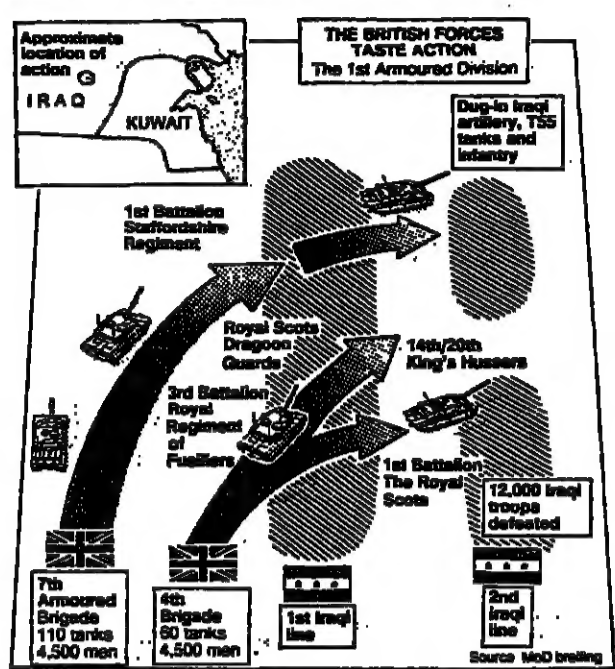 Approximate
location of
action
IRAQ
KUWAIT
THE BRITISH FORCES
TASTE ACTION
The 1st Armoured Division
Dug-in Iraqi
artillery, T55
tanks and
infantry
1st Battalion
Staffordshire
Regiment
Royal Scots
Dragoon
Guards
14th/20th
King's Hussars
3rd Battalion
Royal
Regiment
of
Fusiliers
1st Battalion
The Royal
Scots
12,000 Iraqi
troops
defeated
7th
Armoured
Brigade
110 tanks
4,500 men
4th
Brigade
60 tanks
4,500 men
1st Iraqi
line
2nd
Iraqi
line
Source MoD briefing